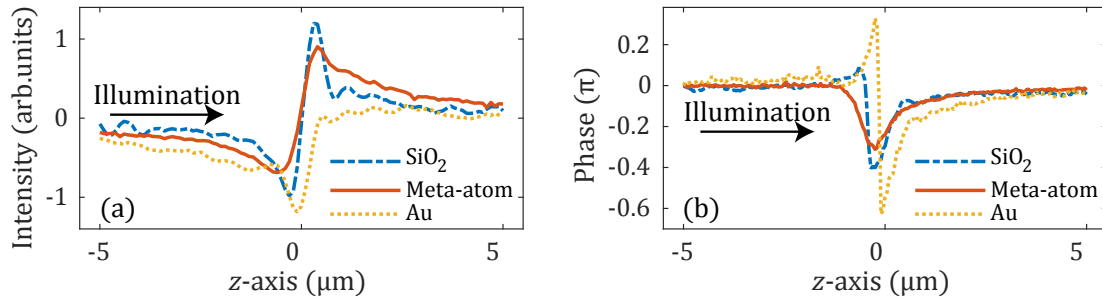 Intensity (arb.units)
1
0
-1
Illumination
SiO₂
Meta-atom
Au
(a)
-5
0
5
z-axis (μm)
Phase (π)
0.2
0
-0.2
-0.4
-0.6
Illumination
SiO₂
Meta-atom
Au
(b)
-5
0
5
z-axis (μm)